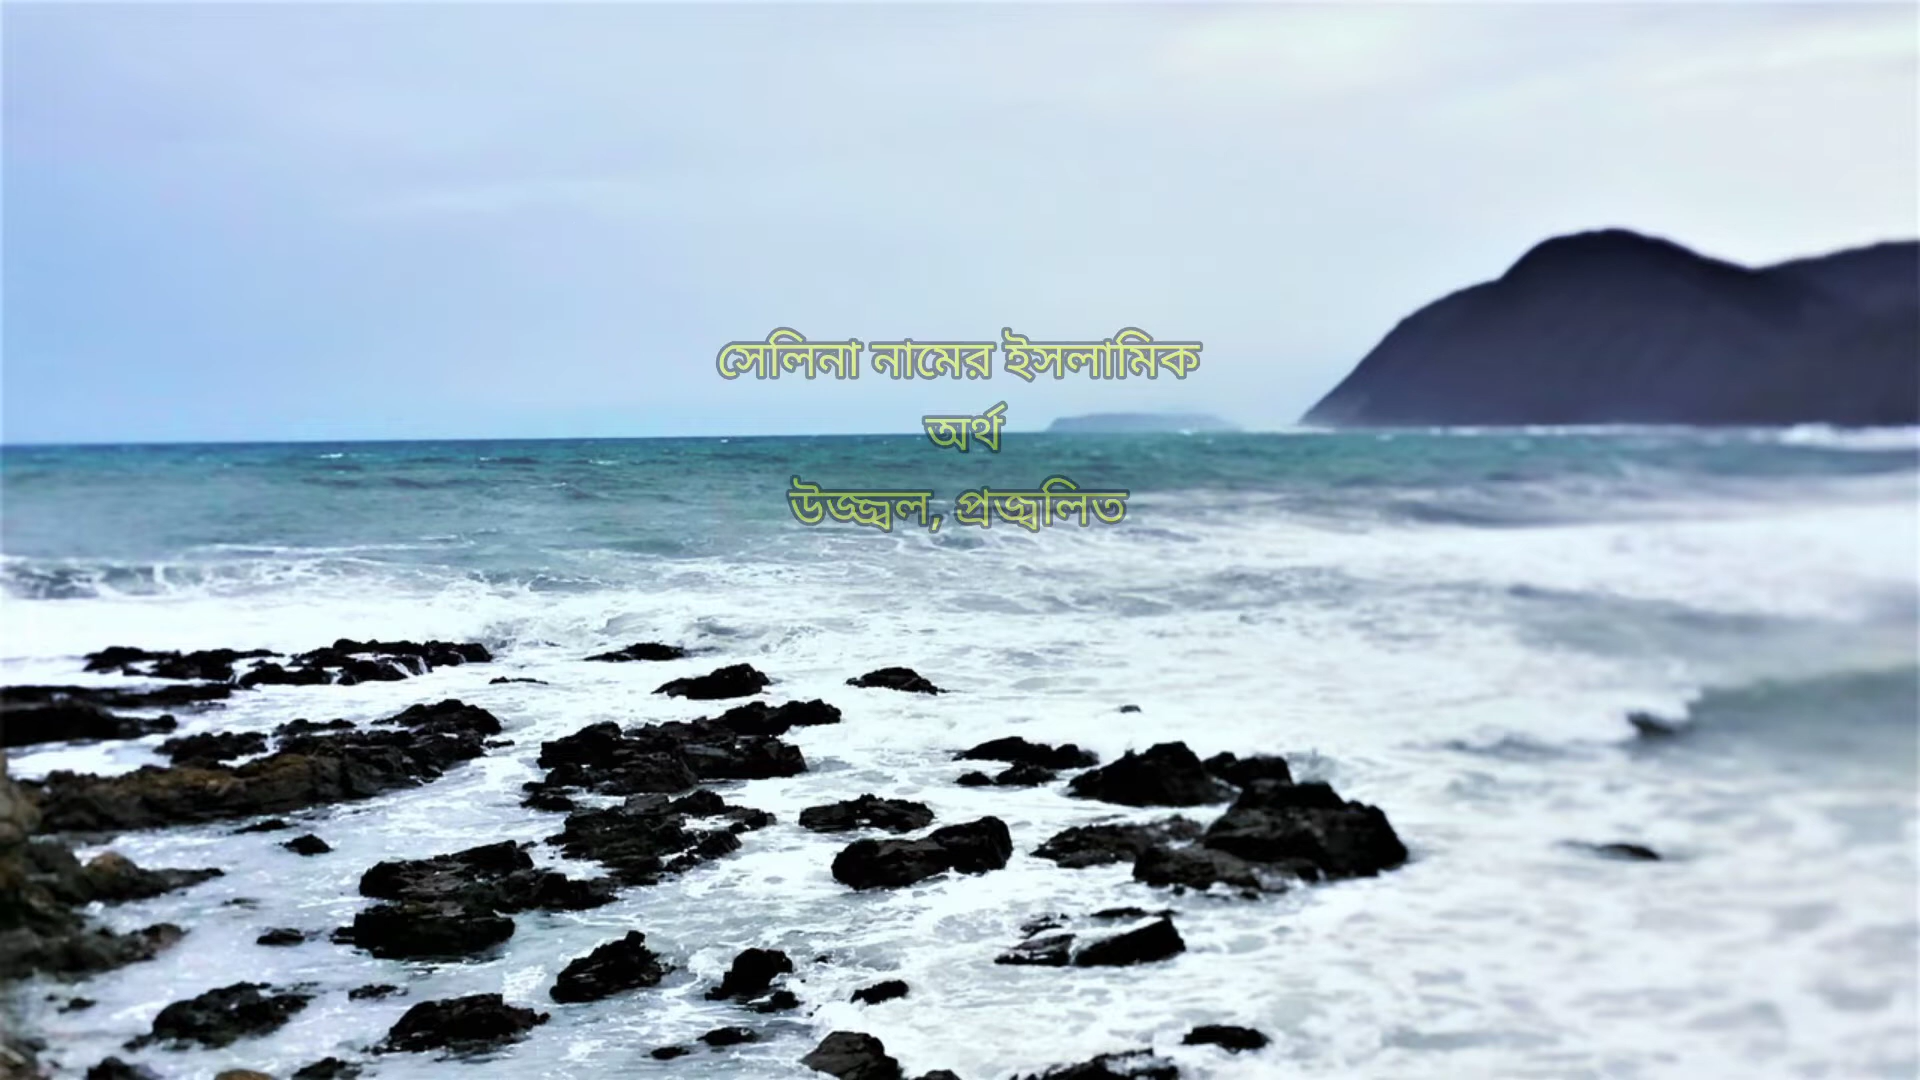 সেলিনা নামের ইসলামিক
অর্থ
উজ্জ্বল, প্রজ্বলিত